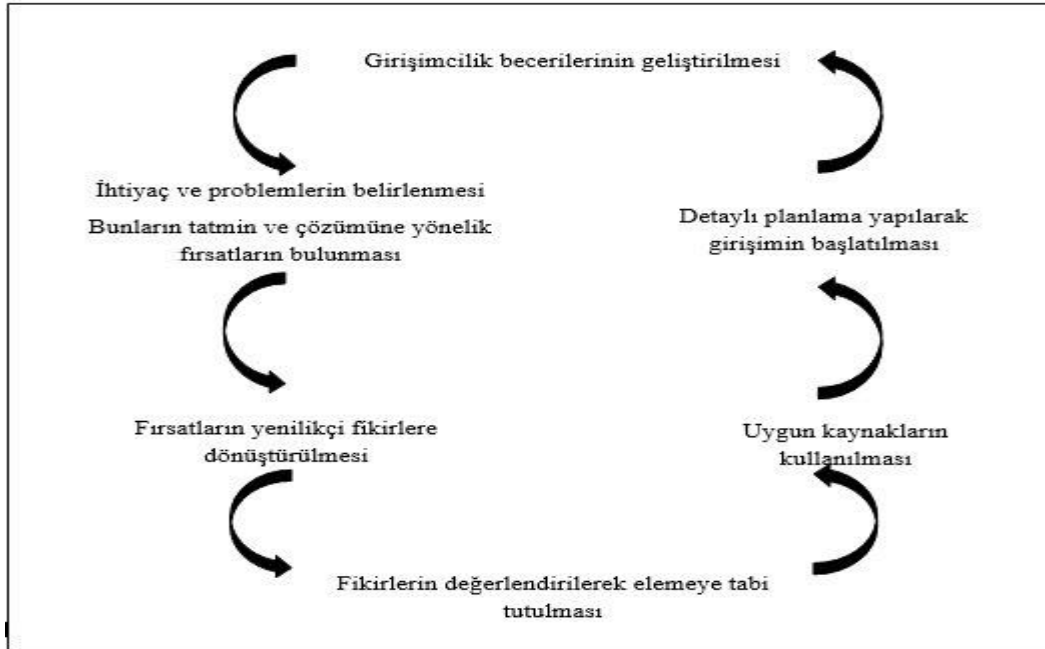 Girişimcilik becerilerinin geliştirilmesi
İhtiyaç ve problemlerin belirlenmesi
Bunların tatmin ve çözümüne yönelik
fırsatların bulunması
Fırsatların yenilikçi fikirlere
dönüştürülmesi
Fikirlerin değerlendirilerek elemeye tabi
tutulması
Uygun kaynakların
kullanılması
Detaylı planlama yapılarak
girişimin başlatılması